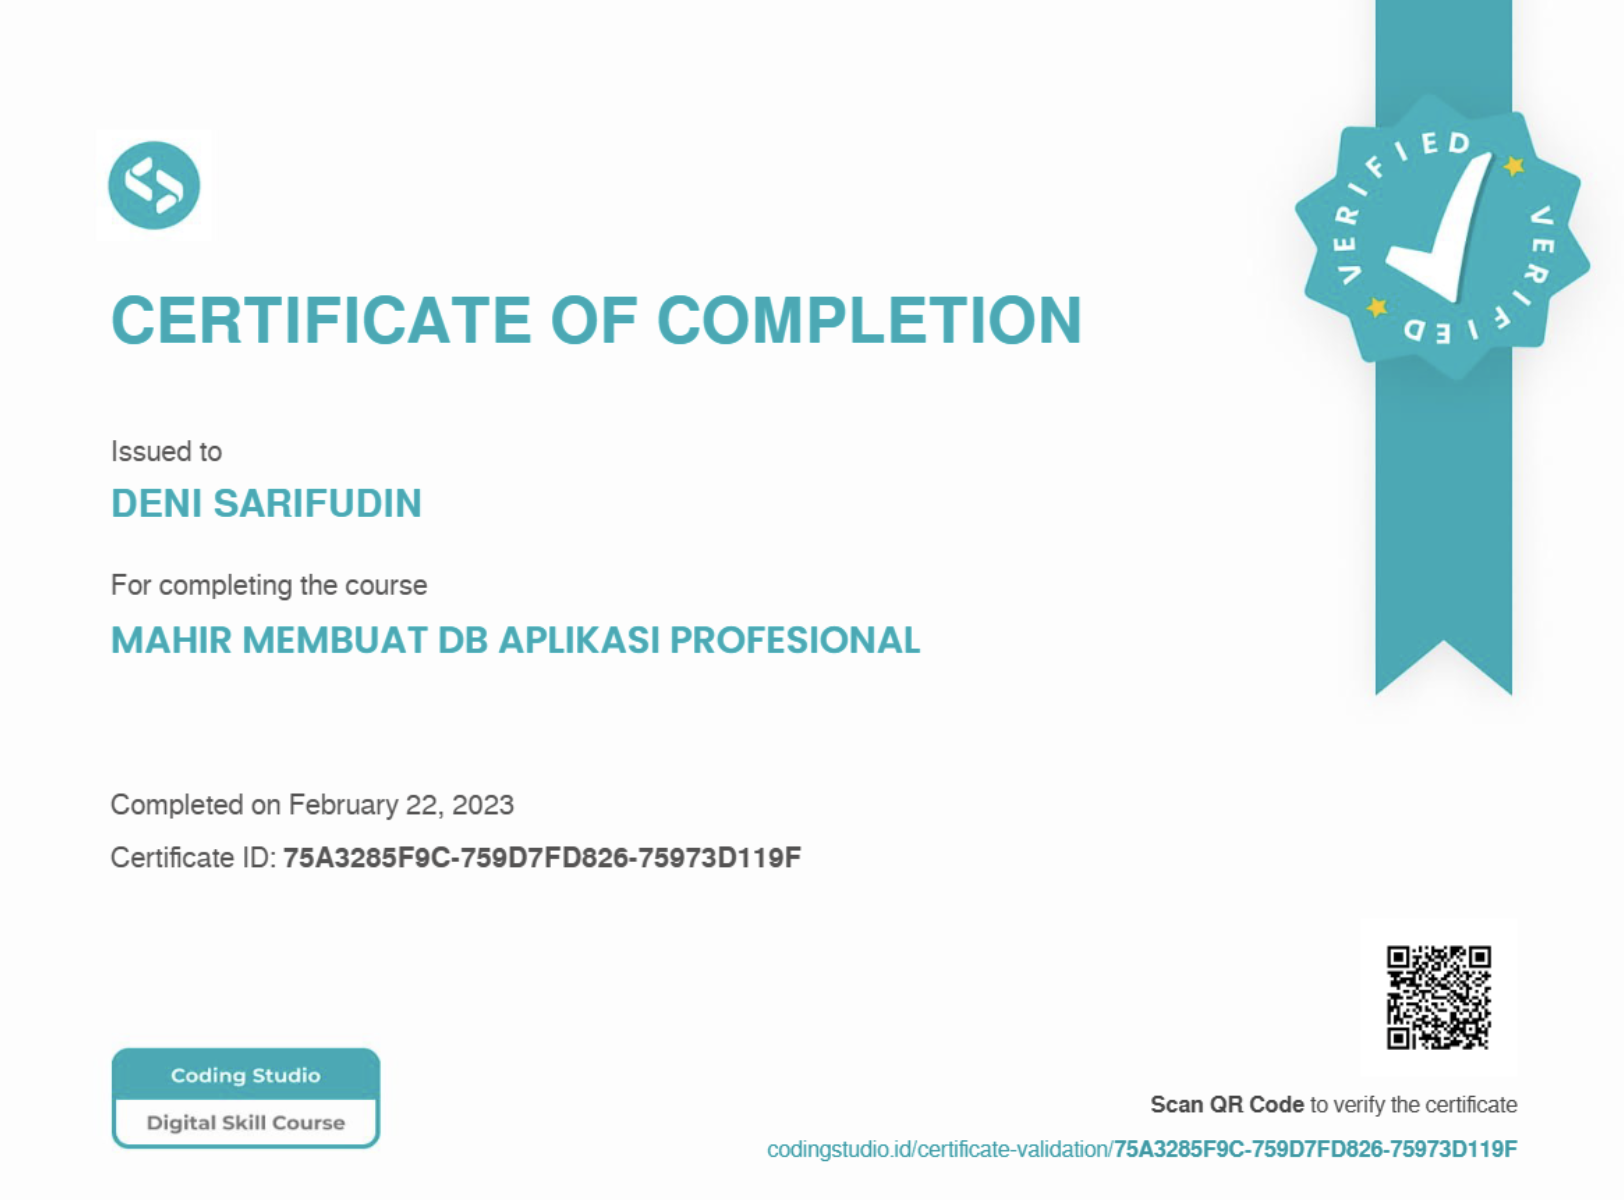 VERIFIED VERIFIED
CERTIFICATE OF COMPLETION
Issued to
DENI SARIFUDIN
For completing the course
MAHIR MEMBUAT DB APLIKASI PROFESIONAL
Completed on February 22, 2023
Certificate ID: 75A3285F9C-759D7FD826-75973D119F
Coding Studio
Digital Skill Course
Scan QR Code to verify the certificate
codingstudio.id/certificate-validation/75A3285F9C-759D7FD826-75973D119F